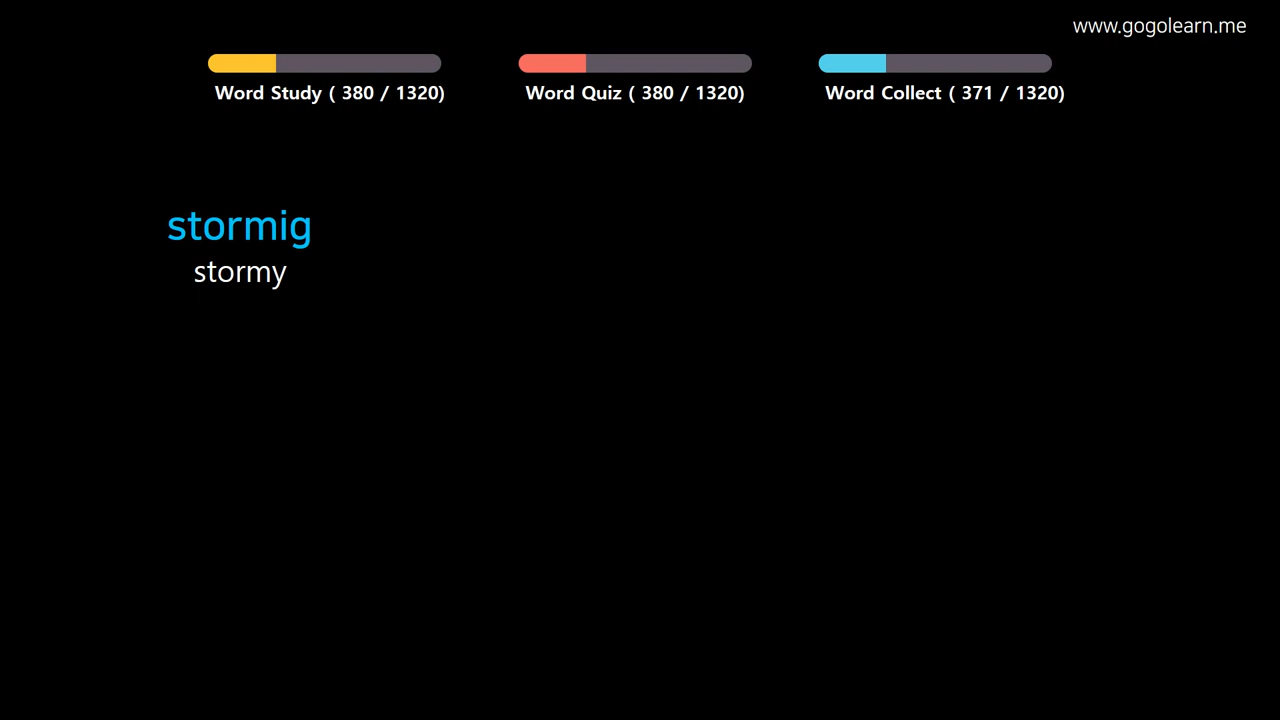 www.gogolearn.me
Word Study ( 380 / 1320)
Word Quiz ( 380 / 1320)
Word Collect ( 371 / 1320)
stormig
stormy